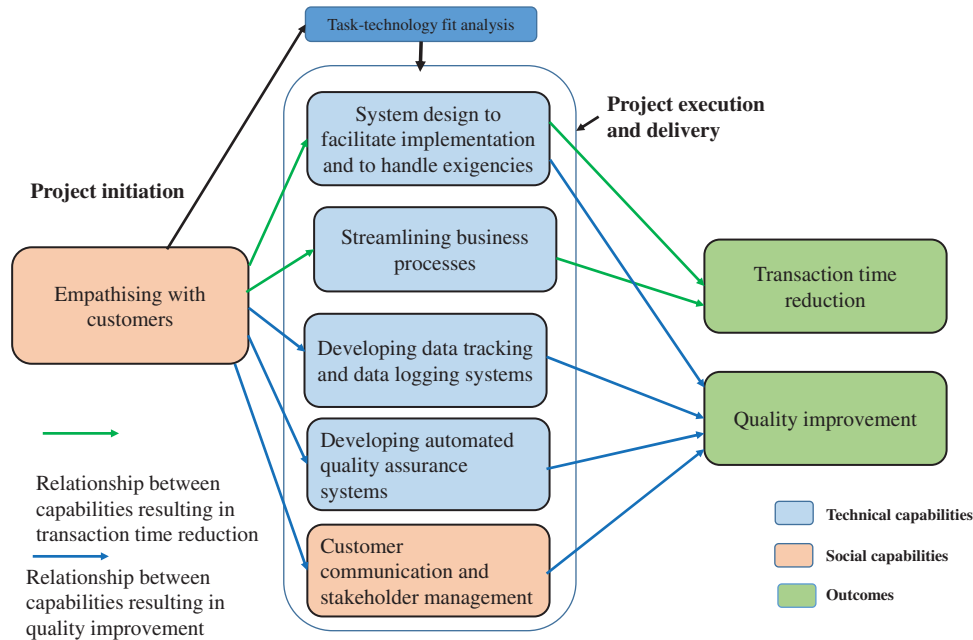 Task-technology fit analysis
System design to
facilitate implementation
and to handle exigencies
Project execution
and delivery
Project initiation
Streamlining business
processes
Empathising with
customers
Transaction time
reduction
Developing data tracking
and data logging systems
Quality improvement
Developing automated
quality assurance
systems
Relationship between
capabilities resulting in
transaction time reduction
Customer
communication and
stakeholder management
Relationship between
capabilities resulting in
quality improvement
Technical capabilities
Social capabilities
Outcomes